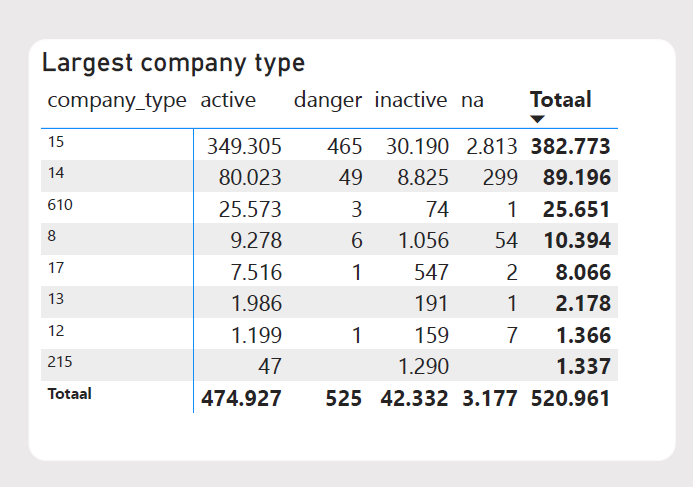 Largest company type
company_type active danger inactive na Totaal
15 349.305 465 30.190 2.813 382.773
14 80.023 49 8.825 299 89.196
610 25.573 3 74 1 25.651
8 9.278 6 1.056 54 10.394
17 7.516 1 547 2 8.066
13 1.986 191 1 2.178
12 1.199 1 159 7 1.366
215 47 1.290 1.337
Totaal 474.927 525 42.332 3.177 520.961